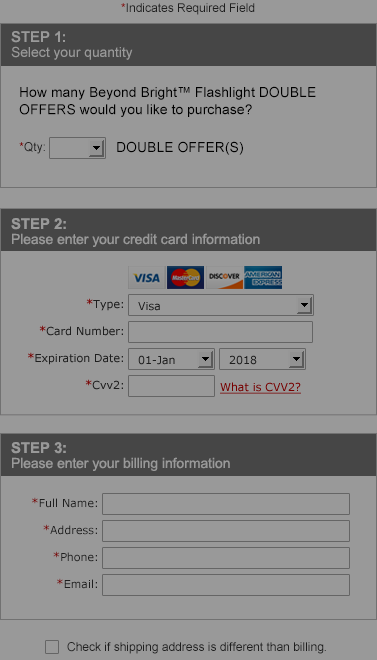 *Indicates Required Field
STEP 1:
Select your quantity
How many Beyond Bright™ Flashlight DOUBLE
OFFERS would you like to purchase?
*Qty: DOUBLE OFFER(S)
STEP 2:
Please enter your credit card information
VISA MasterCard DISCOVER AMERICAN EXPRESS
*Type: Visa
*Card Number:
*Expiration Date: 01-Jan 2018
*Cvv2: What is CVV2?
STEP 3:
Please enter your billing information
*Full Name:
*Address:
*Phone:
*Email:
Check if shipping address is different than billing.